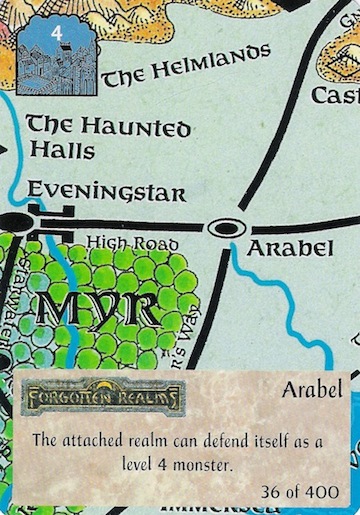 4
The Helmlands
Cast
The Haunted
Halls
Eveningstar
High Road
Arabel
Starwater
Myr
r's Way
Forgotten Realms
Arabel
The attached realm can defend itself as a
level 4 monster.
36 of 400
Immersea